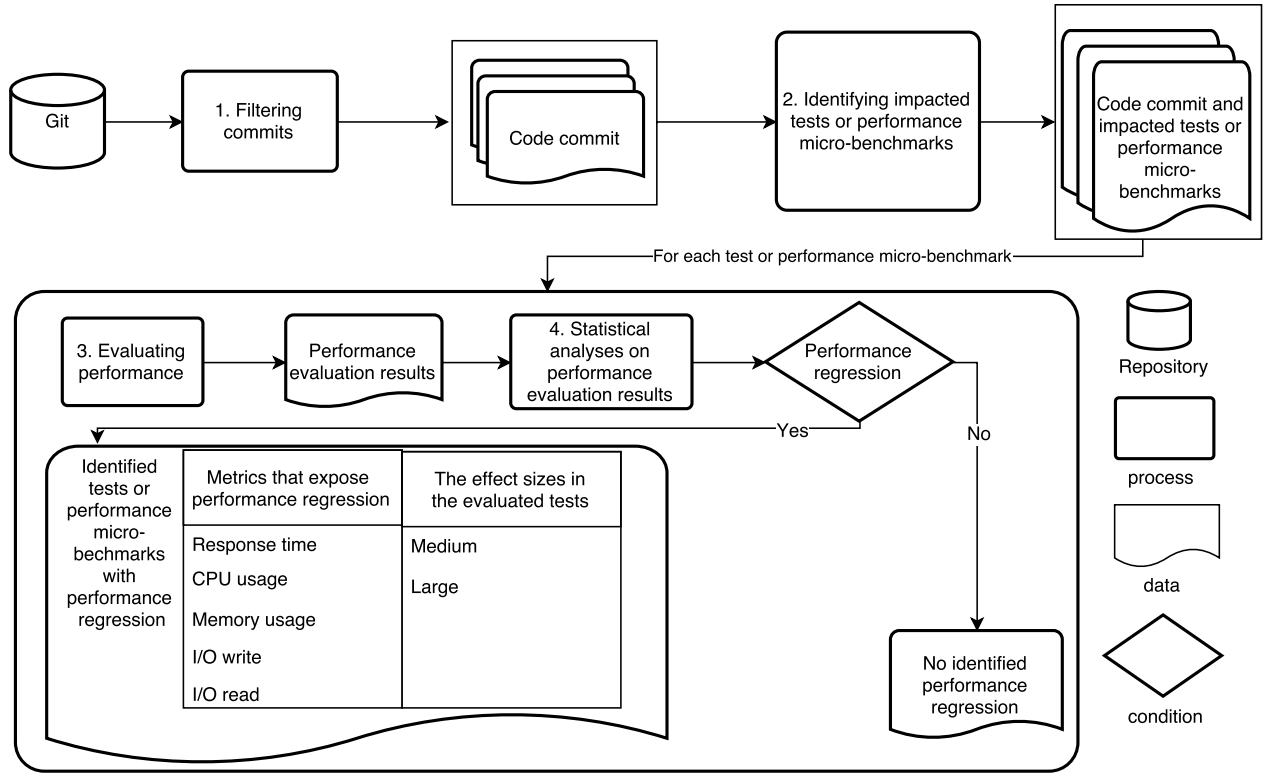 Git
1. Filtering
commits
Code commit
2. Identifying impacted
tests or performance
micro-benchmarks
Code commit and
impacted tests or
performance
micro-
benchmarks
For each test or performance micro-benchmark
3. Evaluating
performance
Performance
evaluation results
4. Statistical
analyses on
performance
evaluation results
Performance
regression
Yes
No
Identified
tests or
performance
micro-
bechmarks
with
performance
regression
Metrics that expose
performance regression
The effect sizes in
the evaluated tests
Response time
CPU usage
Memory usage
I/O write
I/O read
Medium
Large
No identified
performance
regression
Repository
process
data
condition